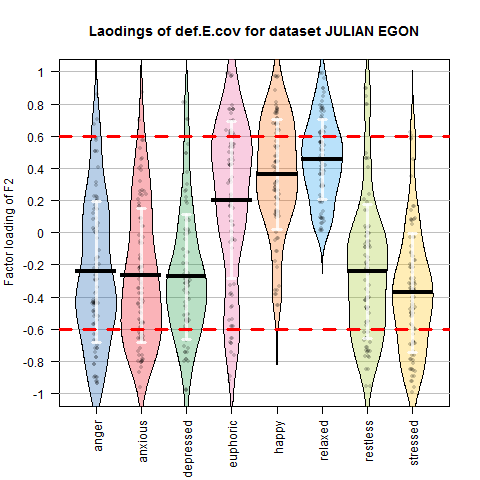 Laodings of def.E.cov for dataset JULIAN EGON
Factor loading of F2
1
0.8
0.6
0.4
0.2
0
-0.2
-0.4
-0.6
-0.8
-1
anger
anxious
depressed
euphoric
happy
relaxed
restless
stressed